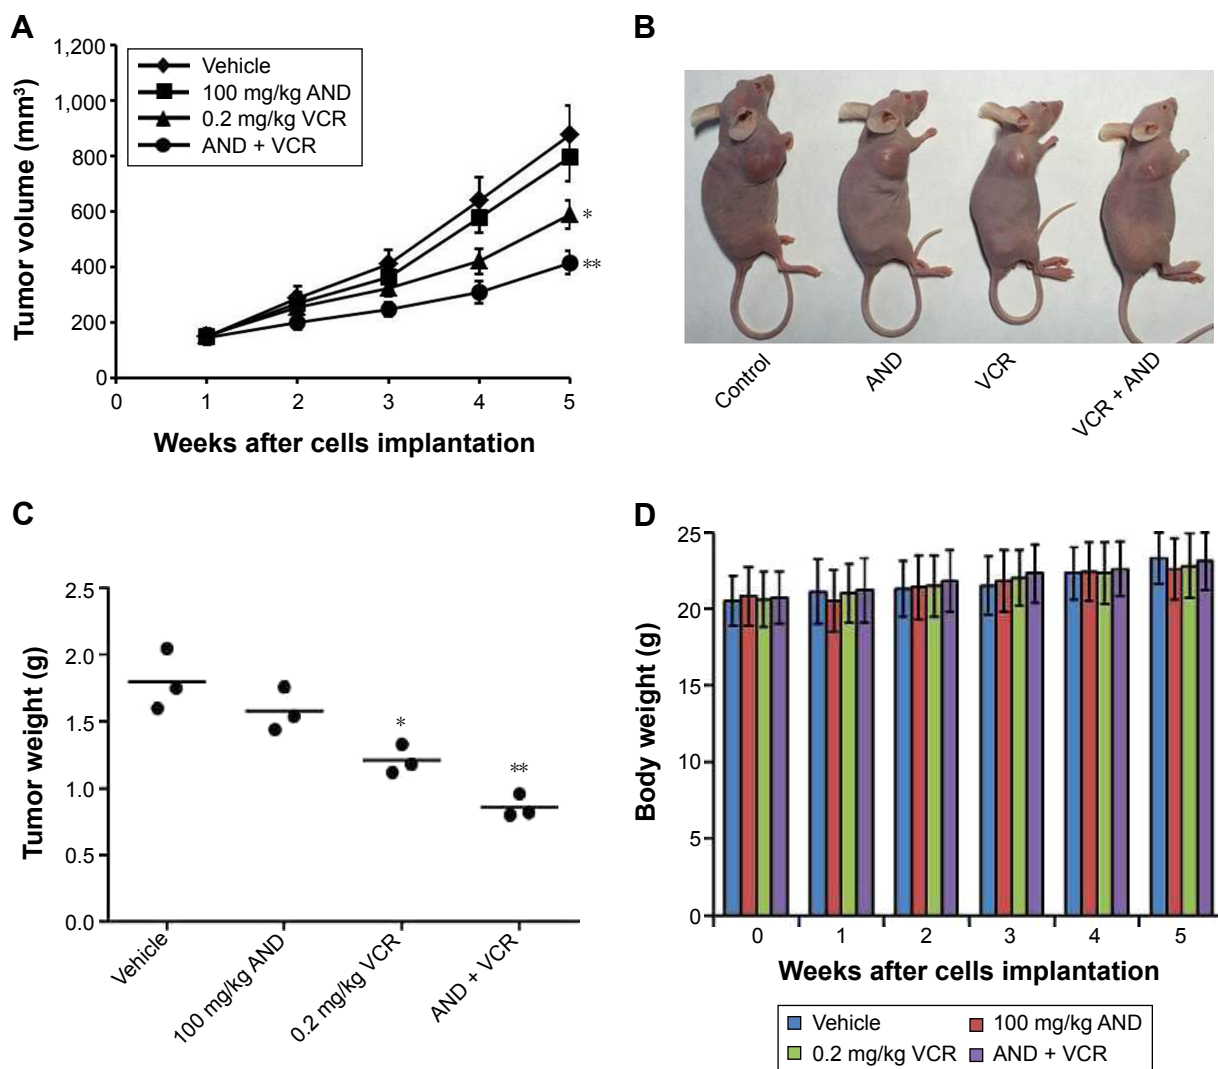 A
1,200
1,000
800
600
400
200
0
Tumor volume (mm³)
Vehicle
100 mg/kg AND
0.2 mg/kg VCR
AND + VCR
*
**
0
1
2
3
4
5
Weeks after cells implantation
B
Control
AND
VCR
VCR + AND
C
2.5
2.0
1.5
1.0
0.5
0.0
Tumor weight (g)
*
**
Vehicle
100 mg/kg AND
0.2 mg/kg VCR
AND + VCR
D
25
20
15
10
5
0
Body weight (g)
0
1
2
3
4
5
Weeks after cells implantation
Vehicle
100 mg/kg AND
0.2 mg/kg VCR
AND + VCR